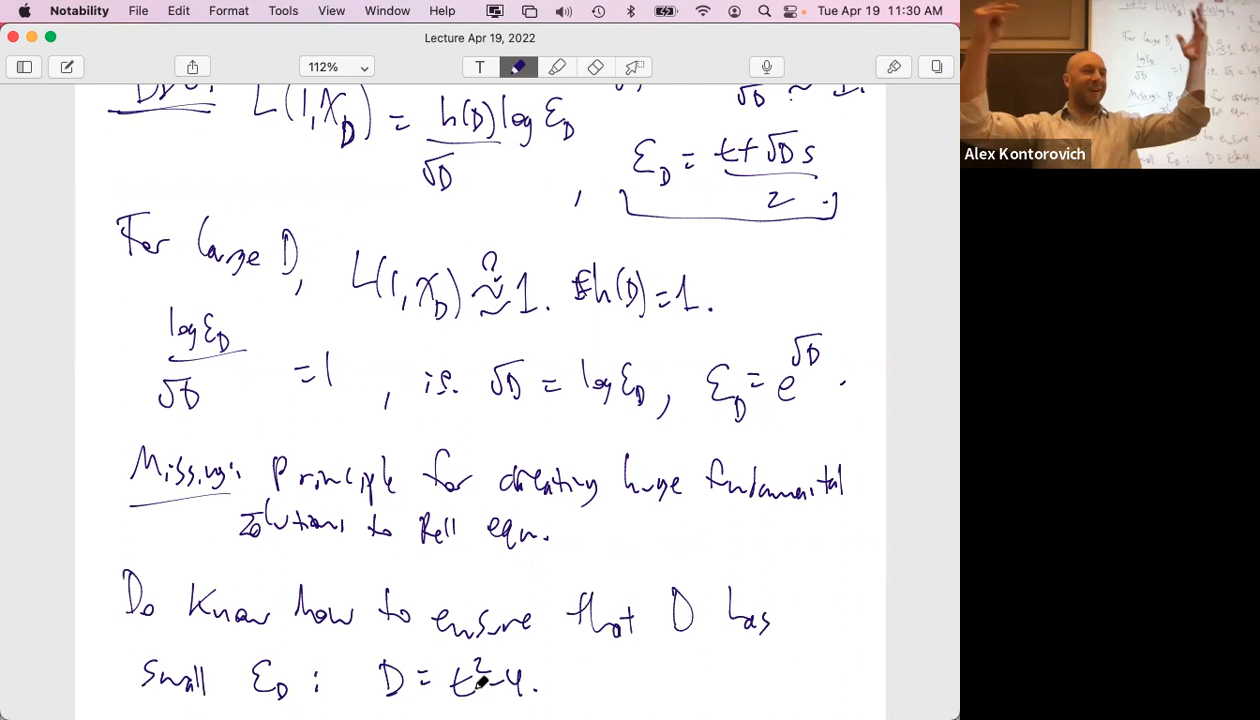 Notability File Edit Format Tools View Window Help Tue Apr 19 11:30 AM
Lecture Apr 19, 2022
112%
T
L(1,χ_D) = h(D) log ε_D / √D , ε_D = t+√D s / 2
For large D, L(1,χ_D) ≈? 1. h(D)=1.
log ε_D / √D = 1, i.e. √D = log ε_D, ε_D = e^√D.
Missing: Principle for creating huge fundamental
solutions to Pell eqn.
Do know how to ensure that D has
small ε_D : D = t²-4.
Alex Kontorovich